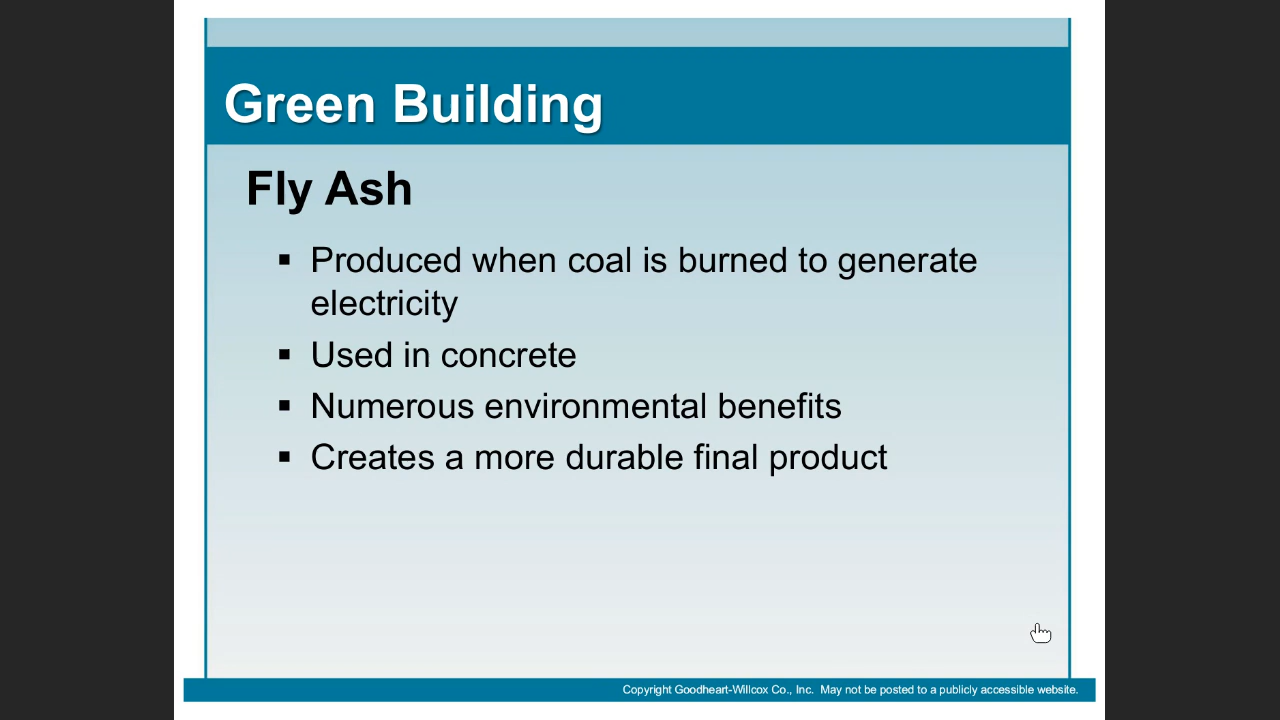 Green Building
Fly Ash
▪ Produced when coal is burned to generate
electricity
▪ Used in concrete
▪ Numerous environmental benefits
▪ Creates a more durable final product
Copyright Goodheart-Willcox Co., Inc. May not be posted to a publicly accessible website.